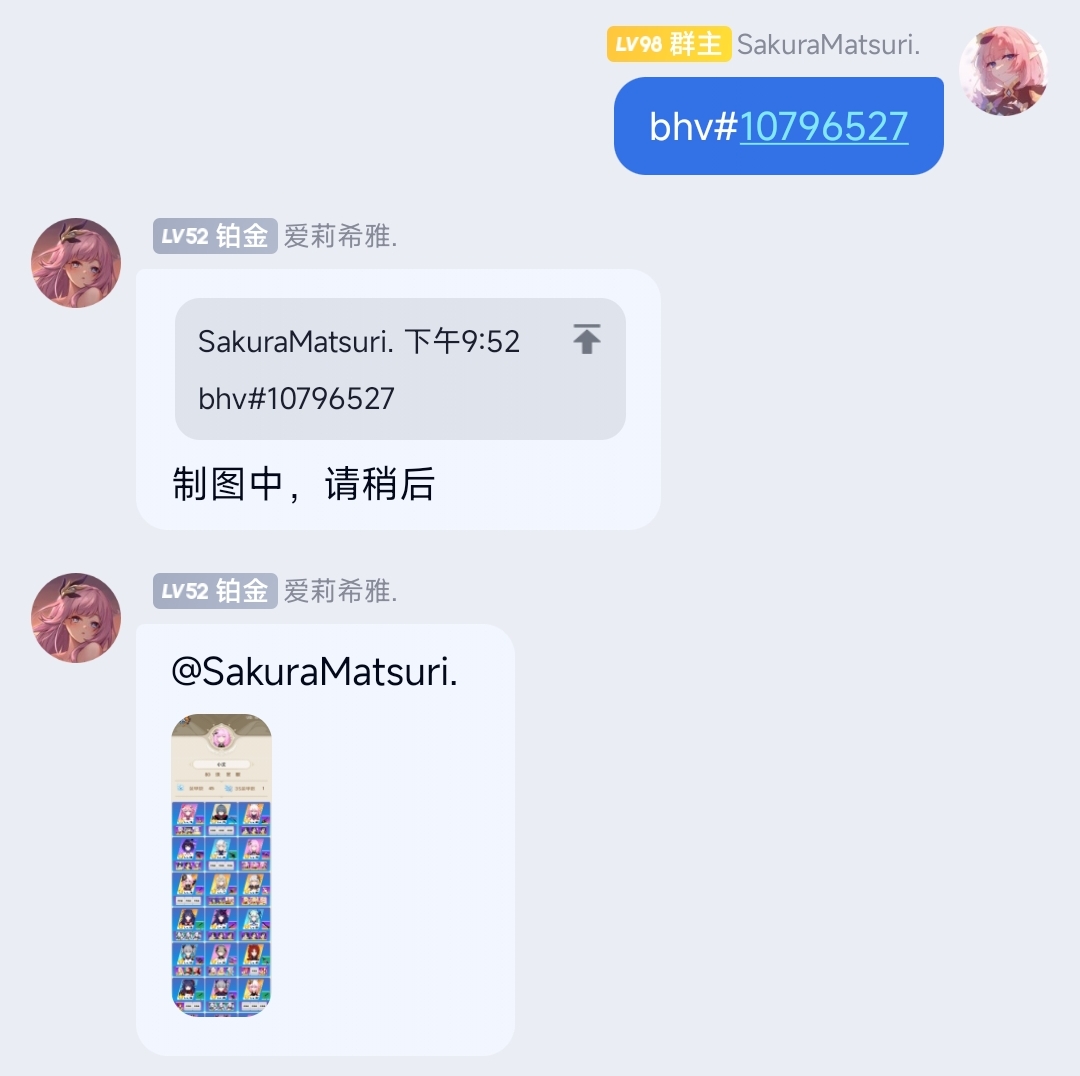 LV98 群主 SakuraMatsuri.
bhv#10796527
LV52 铂金 爱莉希雅.
SakuraMatsuri. 下午9:52
bhv#10796527
制图中，请稍后
LV52 铂金 爱莉希雅.
@SakuraMatsuri.